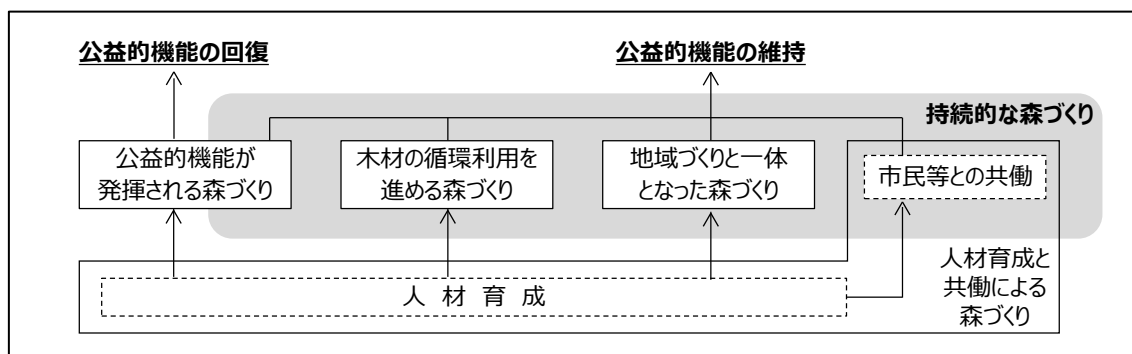 公益的機能の回復
公益的機能の維持
持続的な森づくり
公益的機能が
発揮される森づくり
木材の循環利用を
進める森づくり
地域づくりと一体
となった森づくり
市民等との共働
人 材 育 成
人材育成と
共働による
森づくり